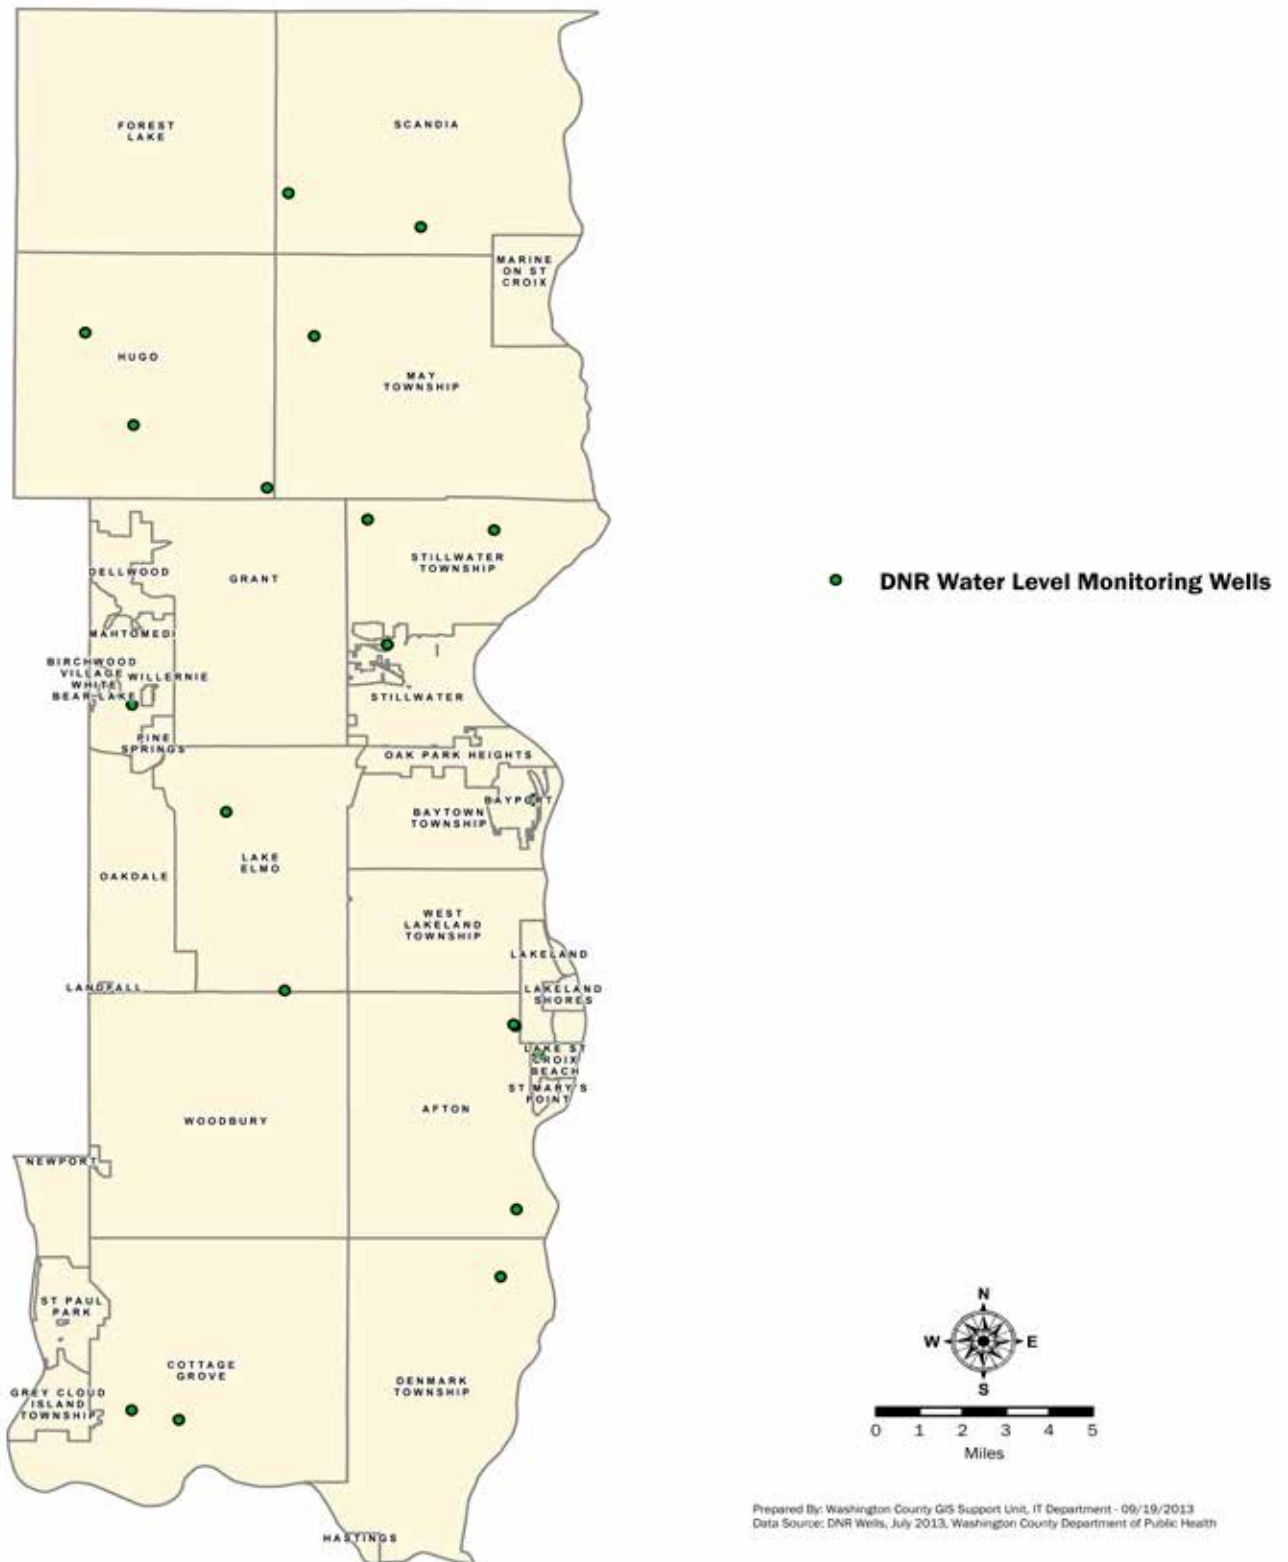 FOREST
LAKE
SCANDIA
MARINE
ON ST
CROIX
HUGO
MAY
TOWNSHIP
STILLWATER
TOWNSHIP
DELLWOOD
GRANT
DNR Water Level Monitoring Wells
MAHTOMEDI
BIRCHWOOD
VILLAGE
WILLERNIE
WHITE
BEAR LAKE
STILLWATER
PINE
SPRINGS
OAK PARK HEIGHTS
BAYPORT
BAYTOWN
TOWNSHIP
LAKE
ELMO
OAKDALE
WEST
LAKELAND
TOWNSHIP
LAKELAND
LANDFALL
LAKELAND
SHORES
LAKE ST
CROIX
BEACH
ST MARY'S
POINT
AFTON
WOODBURY
NEWPORT
ST PAUL
PARK
COTTAGE
GROVE
DENMARK
TOWNSHIP
GREY CLOUD
ISLAND
TOWNSHIP
HASTINGS
N
W E
S
0 1 2 3 4 5
Miles
Prepared By: Washington County GIS Support Unit, IT Department - 09/19/2013
Data Source: DNR Wells, July 2013, Washington County Department of Public Health